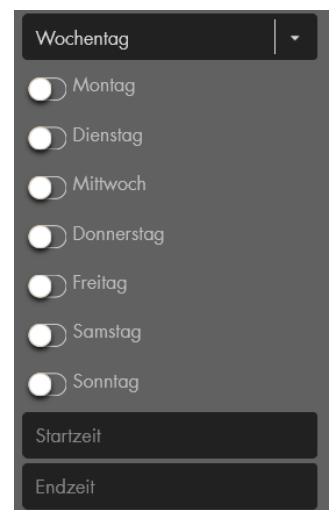 Wochentag
Montag
Dienstag
Mittwoch
Donnerstag
Freitag
Samstag
Sonntag
Startzeit
Endzeit